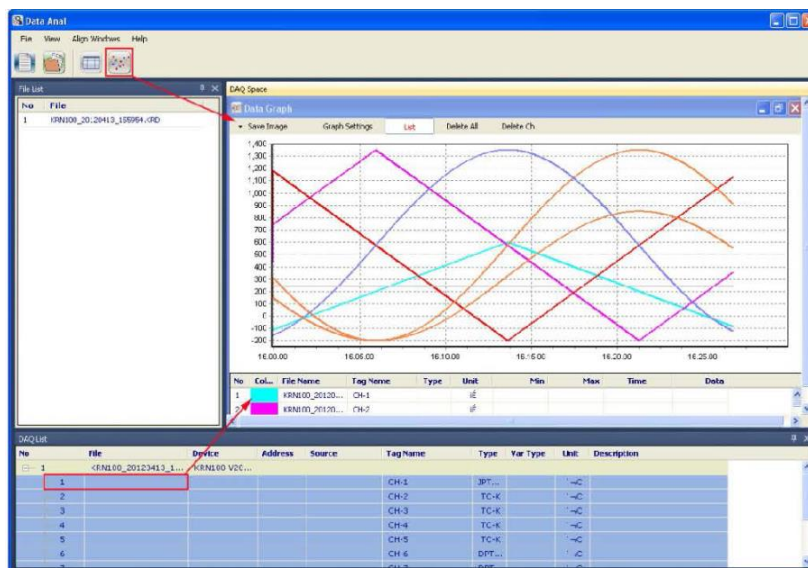 Data Anal
File View Align Windows Help
File List
No File
1 KRN100_20120413_155954.KRD
DAQ Space
Data Graph
Save Image Graph Settings List Delete All Delete Ch
1,400
1,300
1,200
1,100
1,000
900
800
700
600
500
400
300
200
100
0
-100
-200
16.00.00 16.05.00 16.10.00 16.15.00 16.20.00 16.25.00
No Col... File Name Tag Name Type Unit Min Max Time Data
1 KRN100_20120... CH-1
2 KRN100_20120... CH-2
DAQ List
No File Device Address Source Tag Name Type Var Type Unit Description
1 KRN100_20120413_1... KRN100 V20...
1 CH-1 JPT...
2 CH-2 TC-K
3 CH-3 TC-K
4 CH-4 TC-K
5 CH-5 TC-K
6 CH-6 DPT...